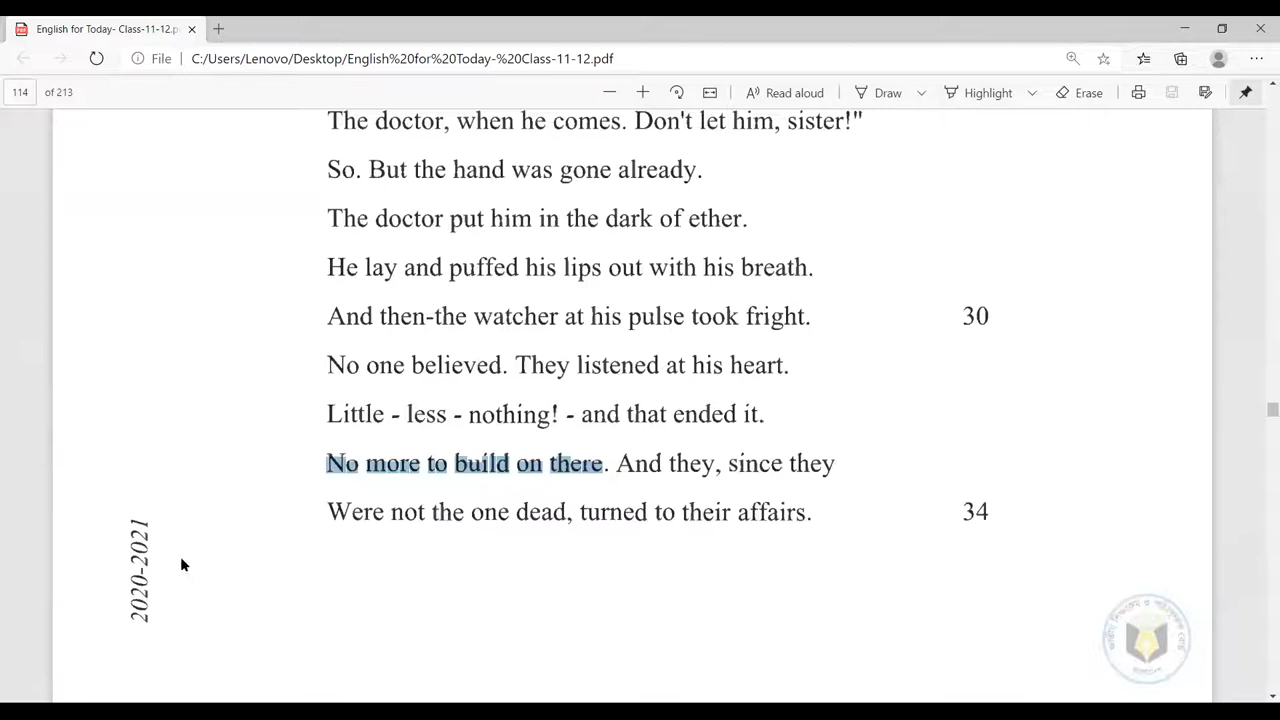 English for Today- Class-11-12.p
File C:/Users/Lenovo/Desktop/English%20for%20Today-%20Class-11-12.pdf
114 of 213 Read aloud Draw Highlight Erase
The doctor, when he comes. Don't let him, sister!"
So. But the hand was gone already.
The doctor put him in the dark of ether.
He lay and puffed his lips out with his breath.
And then-the watcher at his pulse took fright. 30
No one believed. They listened at his heart.
Little - less - nothing! - and that ended it.
No more to build on there. And they, since they
Were not the one dead, turned to their affairs. 34
2020-2021